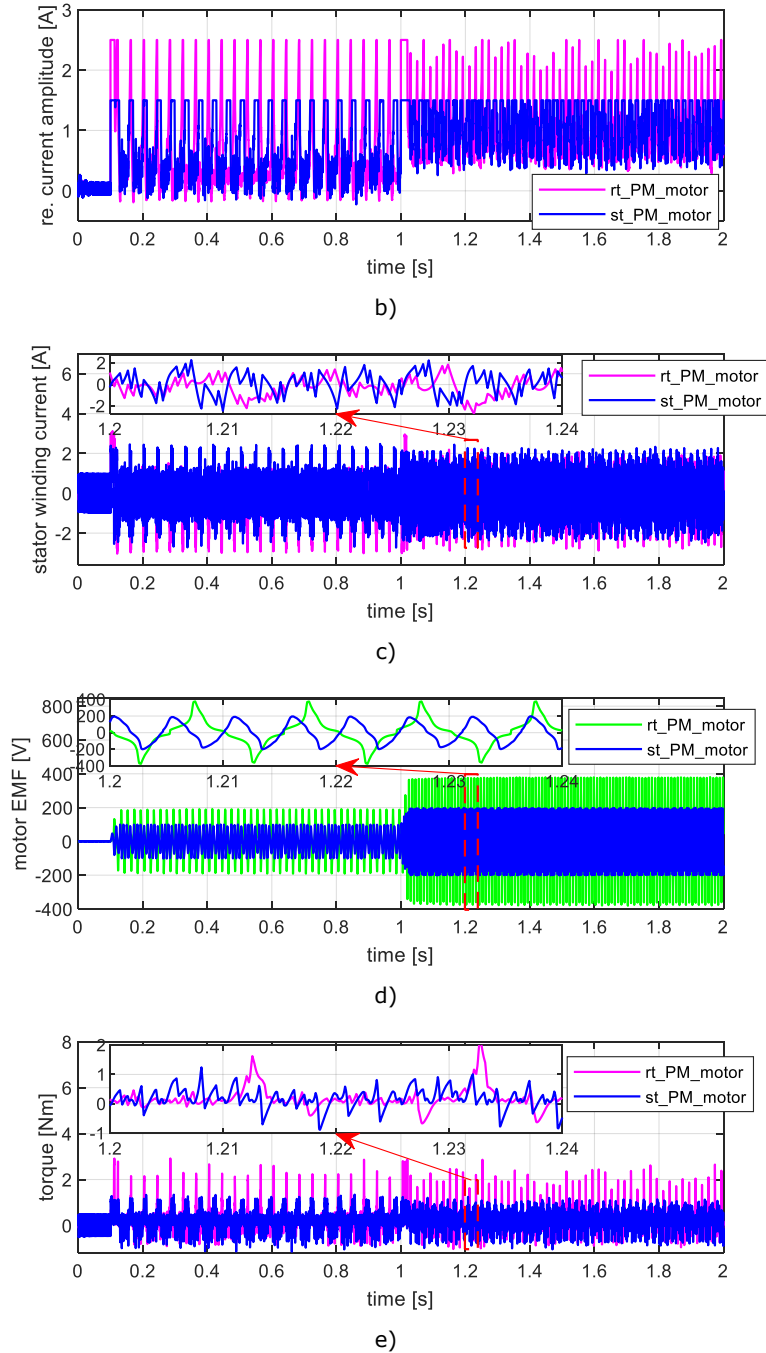 3
2
1
0
re. current amplitude [A]
rt_PM_motor
st_PM_motor
0 0.2 0.4 0.6 0.8 1 1.2 1.4 1.6 1.8 2
time [s]
b)
6
4
2
0
-2
stator winding current [A]
2
0
-2
1.2 1.21 1.22 1.23 1.24
rt_PM_motor
st_PM_motor
0 0.2 0.4 0.6 0.8 1 1.2 1.4 1.6 1.8 2
time [s]
c)
800
600
400
200
0
-200
-400
motor EMF [V]
400
200
0
-200
-400
1.2 1.21 1.22 1.23 1.24
rt_PM_motor
st_PM_motor
0 0.2 0.4 0.6 0.8 1 1.2 1.4 1.6 1.8 2
time [s]
d)
8
6
4
2
0
torque [Nm]
2
1
0
-1
1.2 1.21 1.22 1.23 1.24
rt_PM_motor
st_PM_motor
0 0.2 0.4 0.6 0.8 1 1.2 1.4 1.6 1.8 2
time [s]
e)